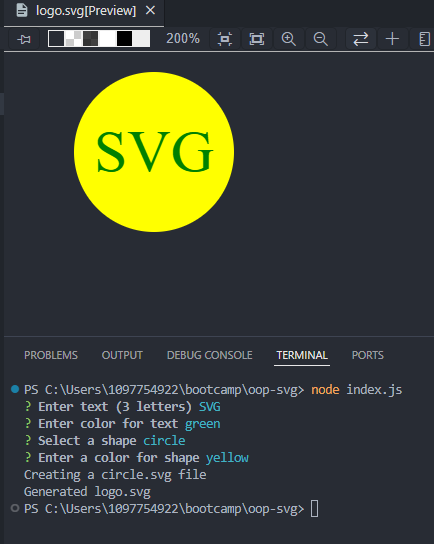 logo.svg[Preview]
200%
SVG
PROBLEMS OUTPUT DEBUG CONSOLE TERMINAL PORTS
PS C:\Users\1097754922\bootcamp\oop-svg> node index.js
? Enter text (3 letters) SVG
? Enter color for text green
? Select a shape circle
? Enter a color for shape yellow
Creating a circle.svg file
Generated logo.svg
PS C:\Users\1097754922\bootcamp\oop-svg>